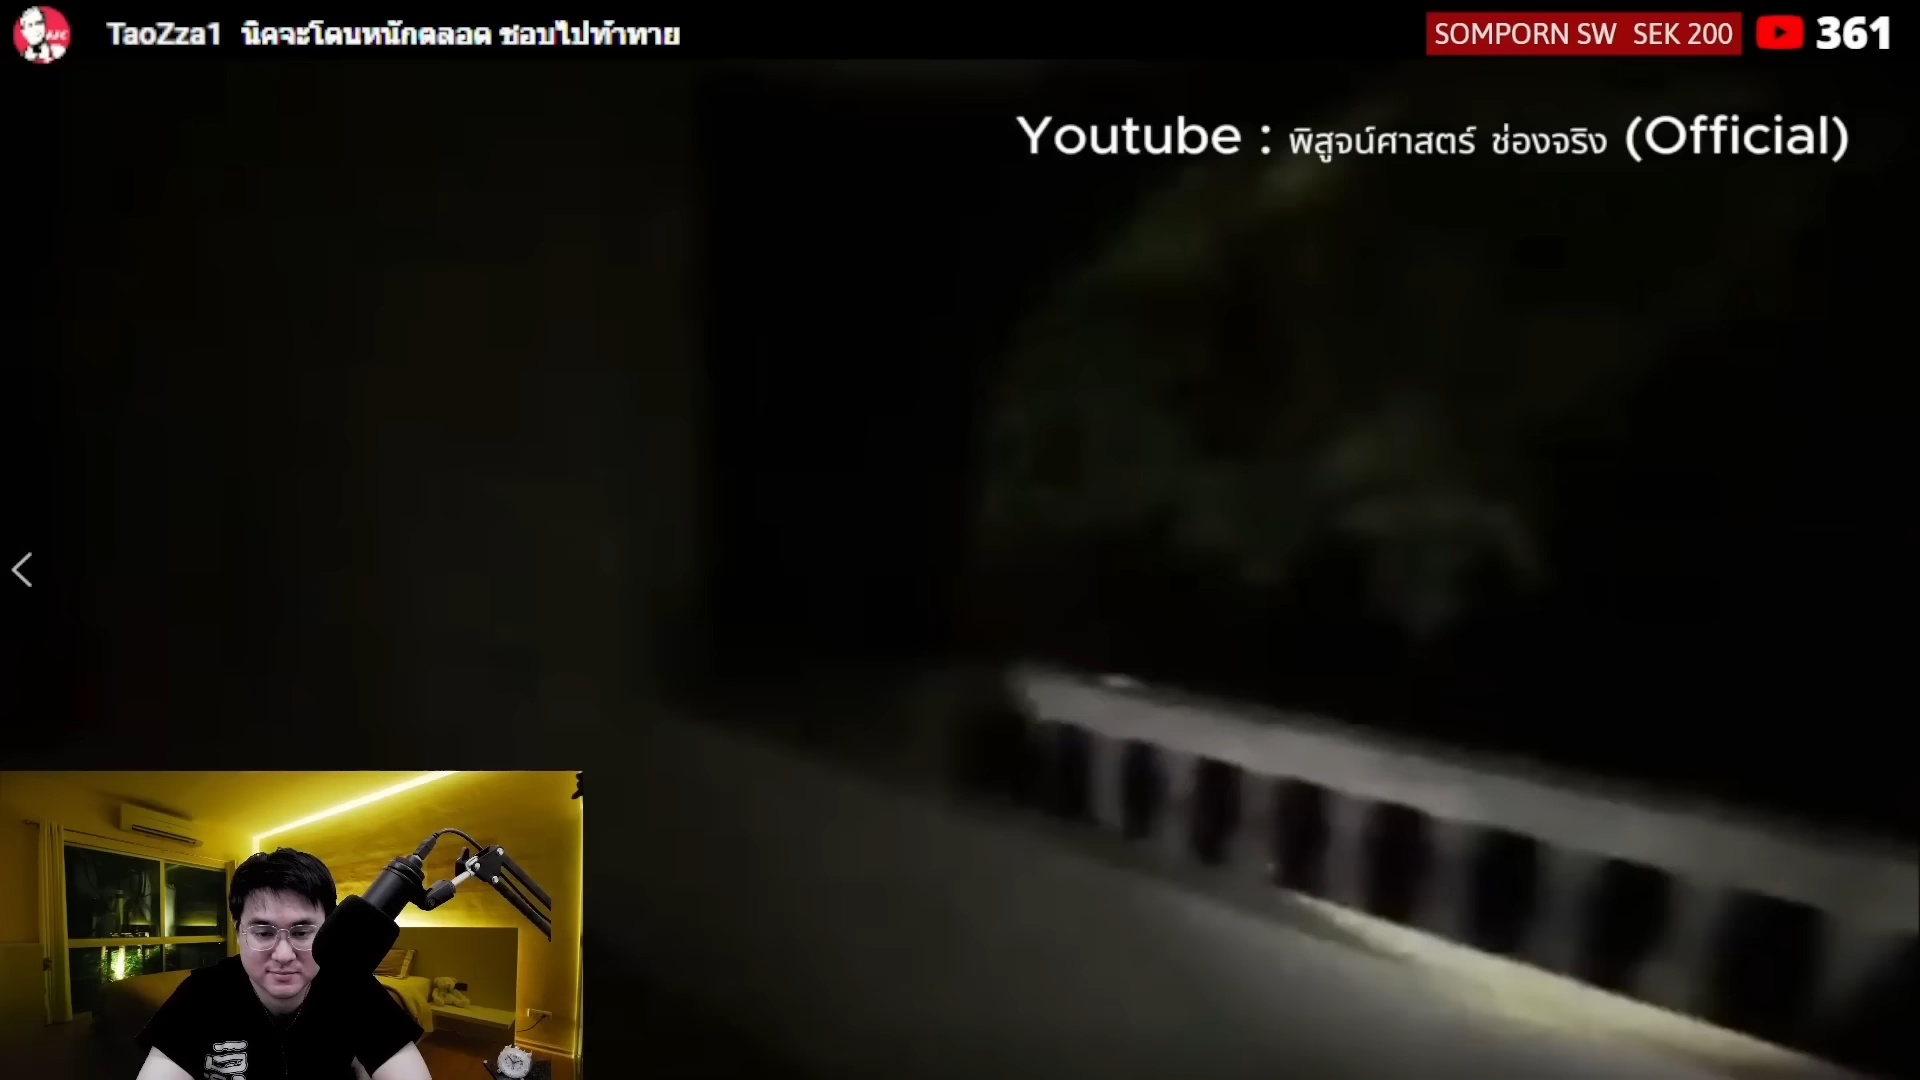 TaoZza1 นิคจะโดนหนักตลอด ชอบไปท้าทาย
SOMPORN SW SEK 200
361
Youtube : พิสูจน์ศาสตร์ ช่องจริง (Official)